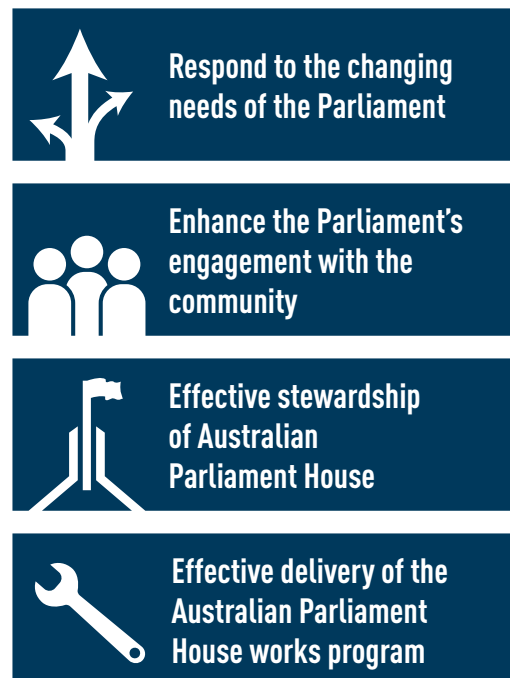 Respond to the changing
needs of the Parliament
Enhance the Parliament’s
engagement with the
community
Effective stewardship
of Australian
Parliament House
Effective delivery of the
Australian Parliament
House works program